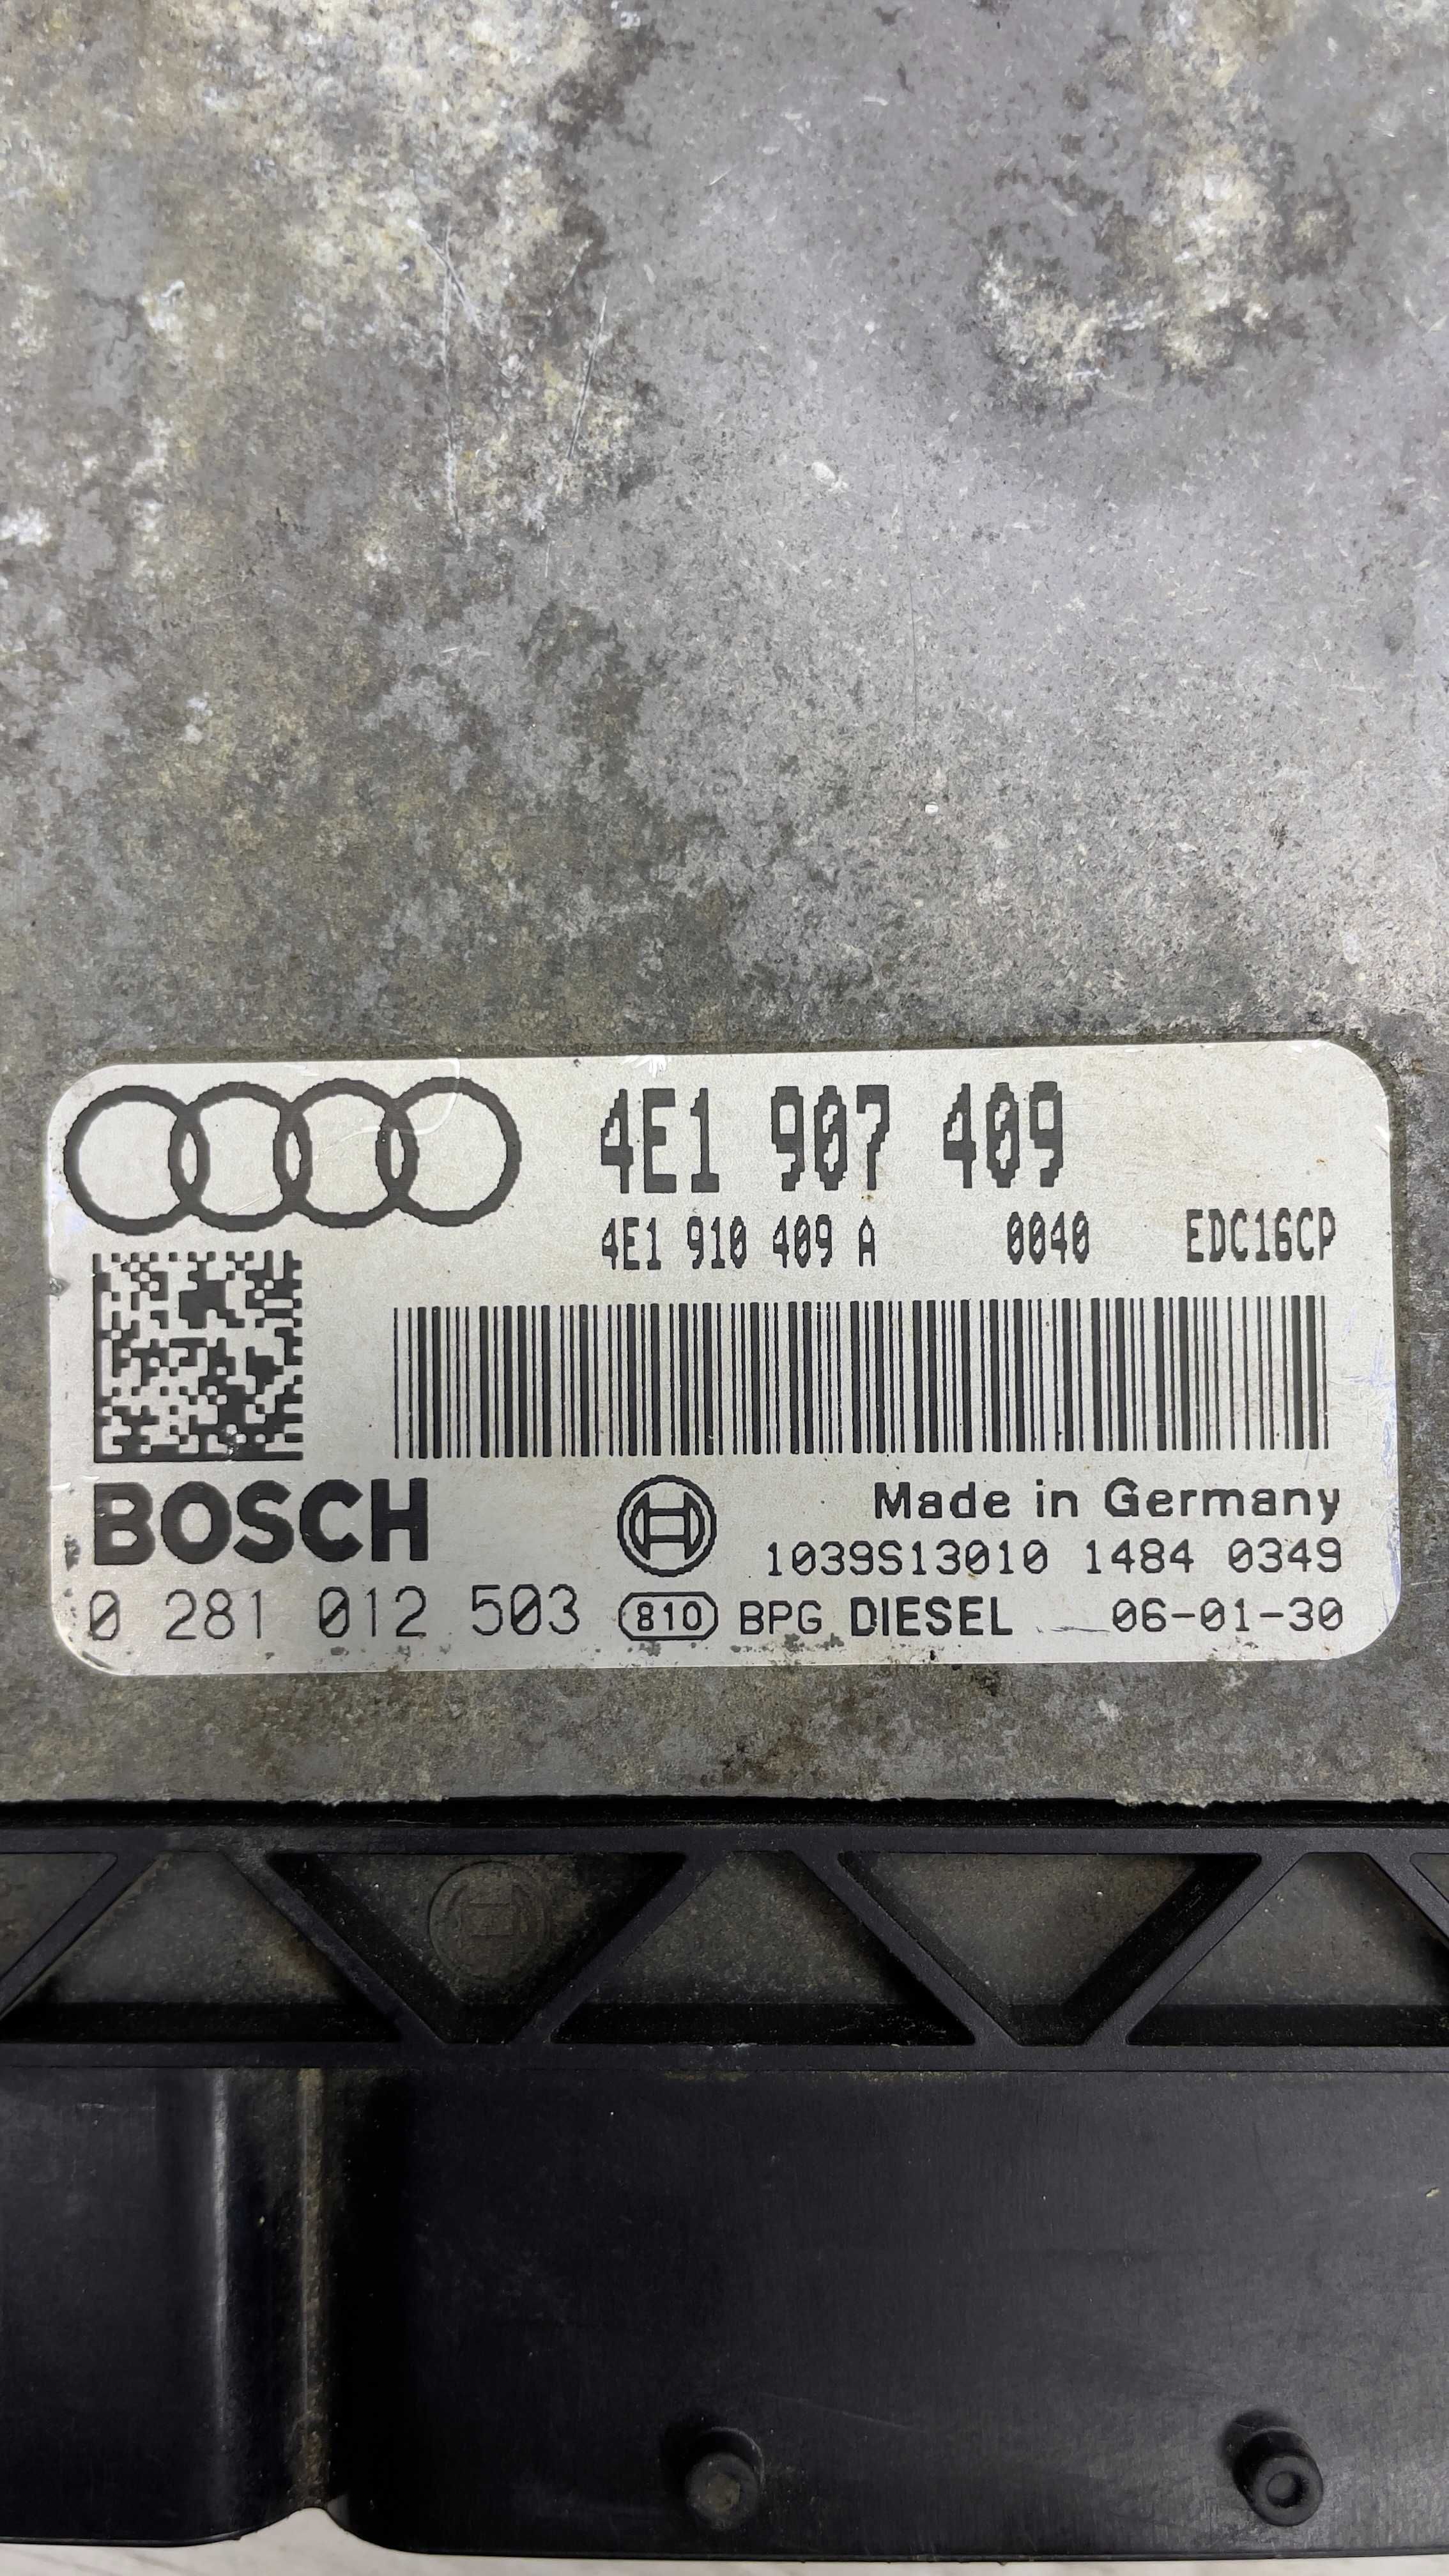 4E1 907 409
4E1 910 409 A 0040 EDC16CP
BOSCH
Made in Germany
1039S13010 1484 0349
0 281 012 503 810 BPG DIESEL 06-01-30